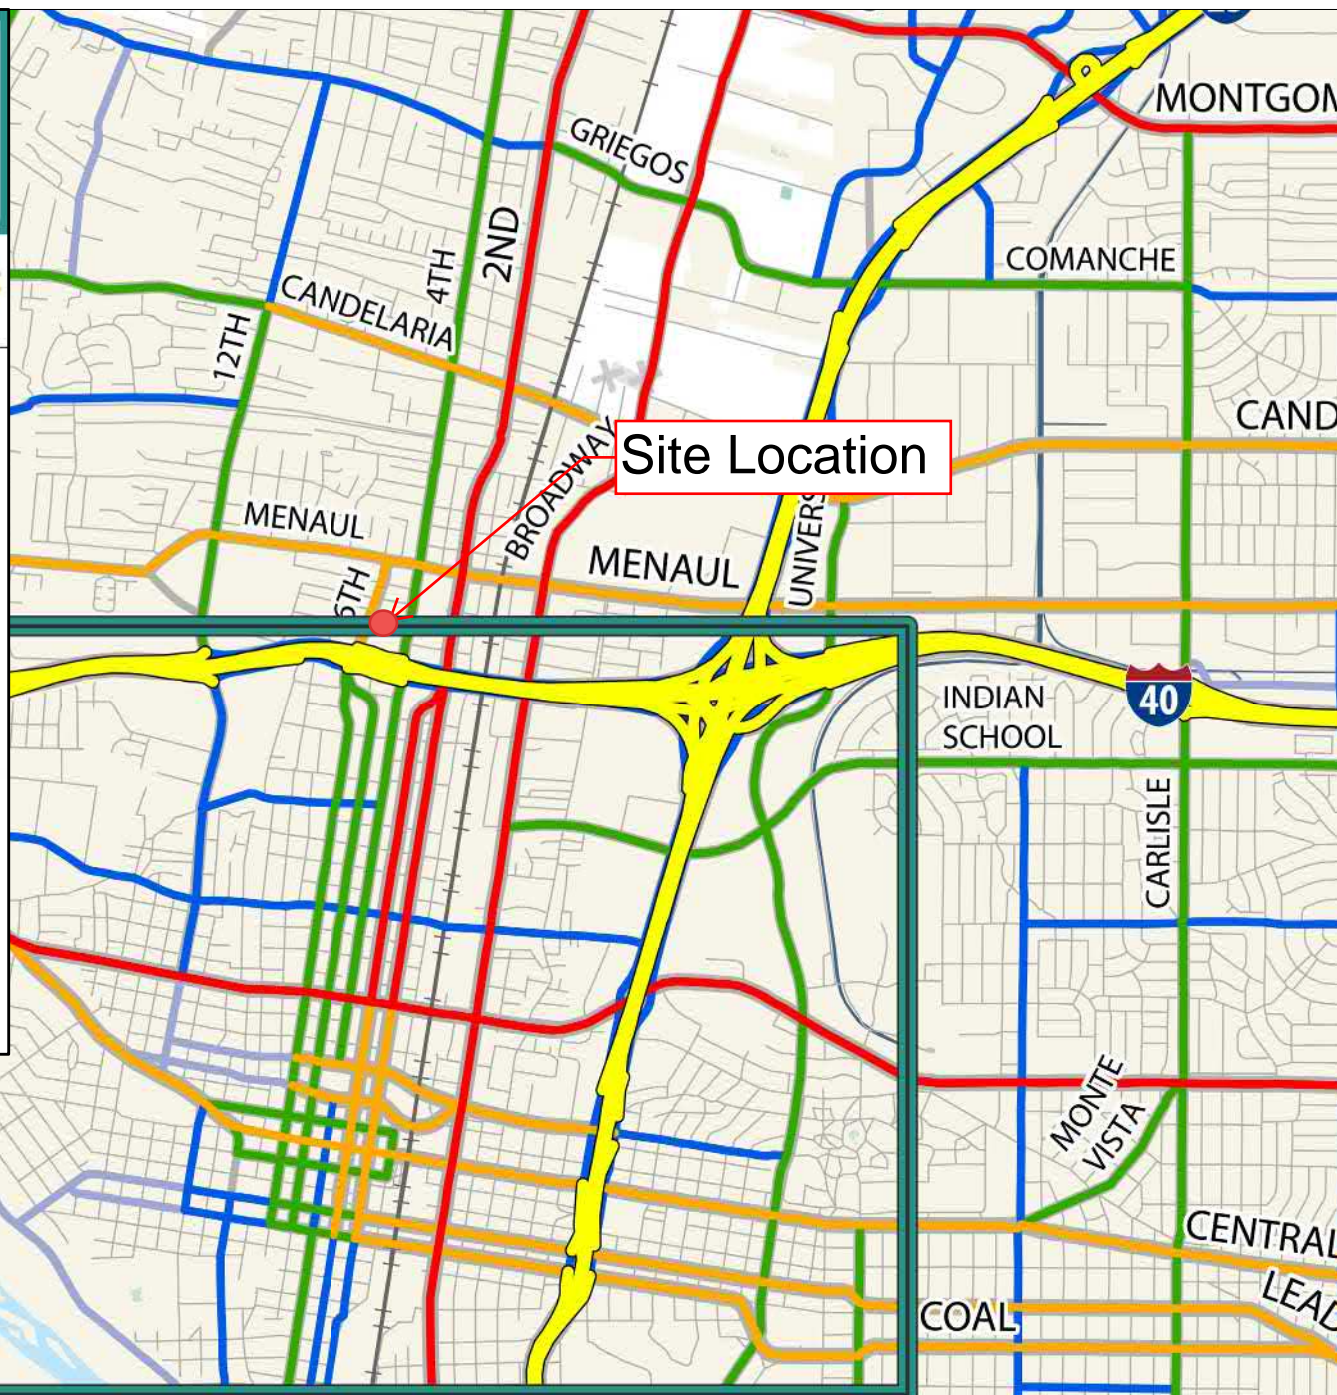 MONTGOM
GRIEGOS
2ND
4TH
COMANCHE
CANDELARIA
12TH
CAND
BROADWAY
Site Location
MENAUL
UNIVERS
MENAUL
6TH
40
INDIAN
SCHOOL
CARLISLE
MONTE
VISTA
CENTRAL
LEAD
COAL